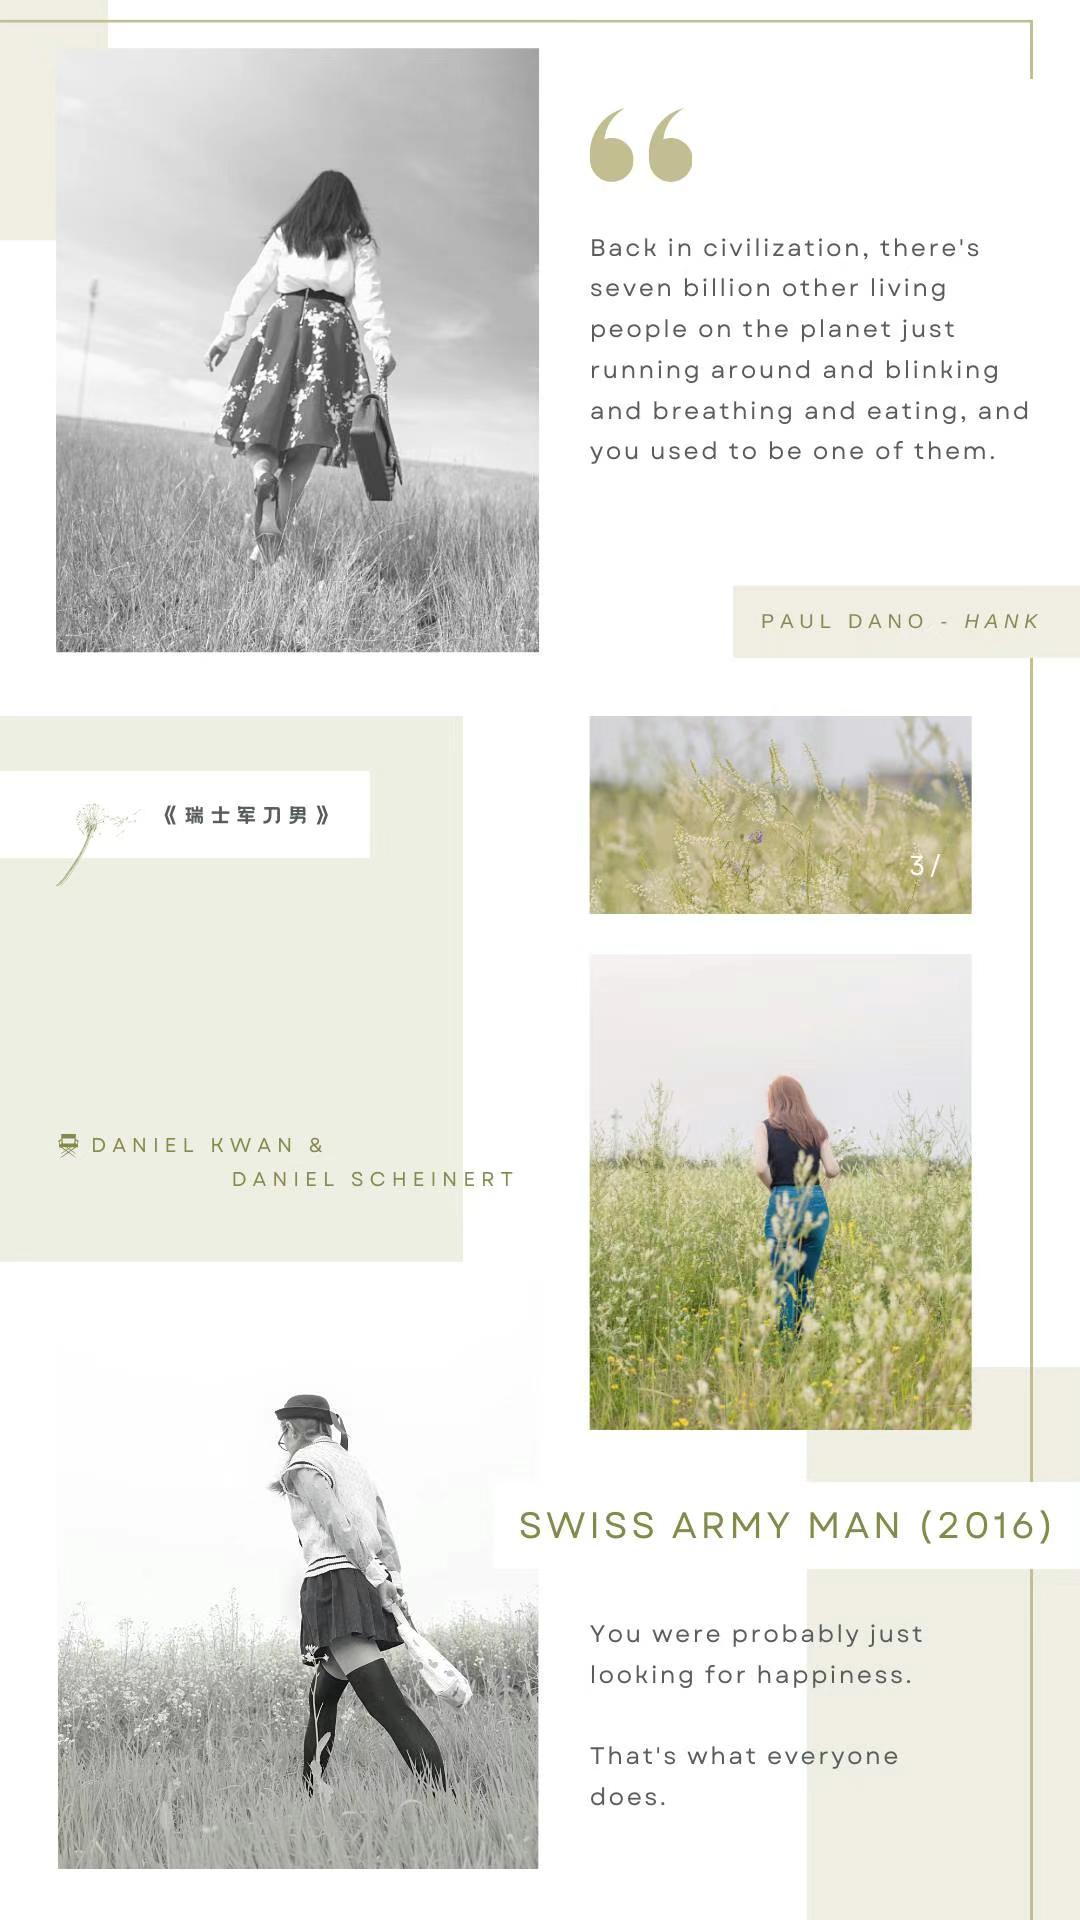 Back in civilization, there's
seven billion other living
people on the planet just
running around and blinking
and breathing and eating, and
you used to be one of them.
PAUL DANO - HANK
《瑞士军刀男》
3/
DANIEL KWAN &
DANIEL SCHEINERT
SWISS ARMY MAN (2016)
You were probably just
looking for happiness.
That's what everyone
does.